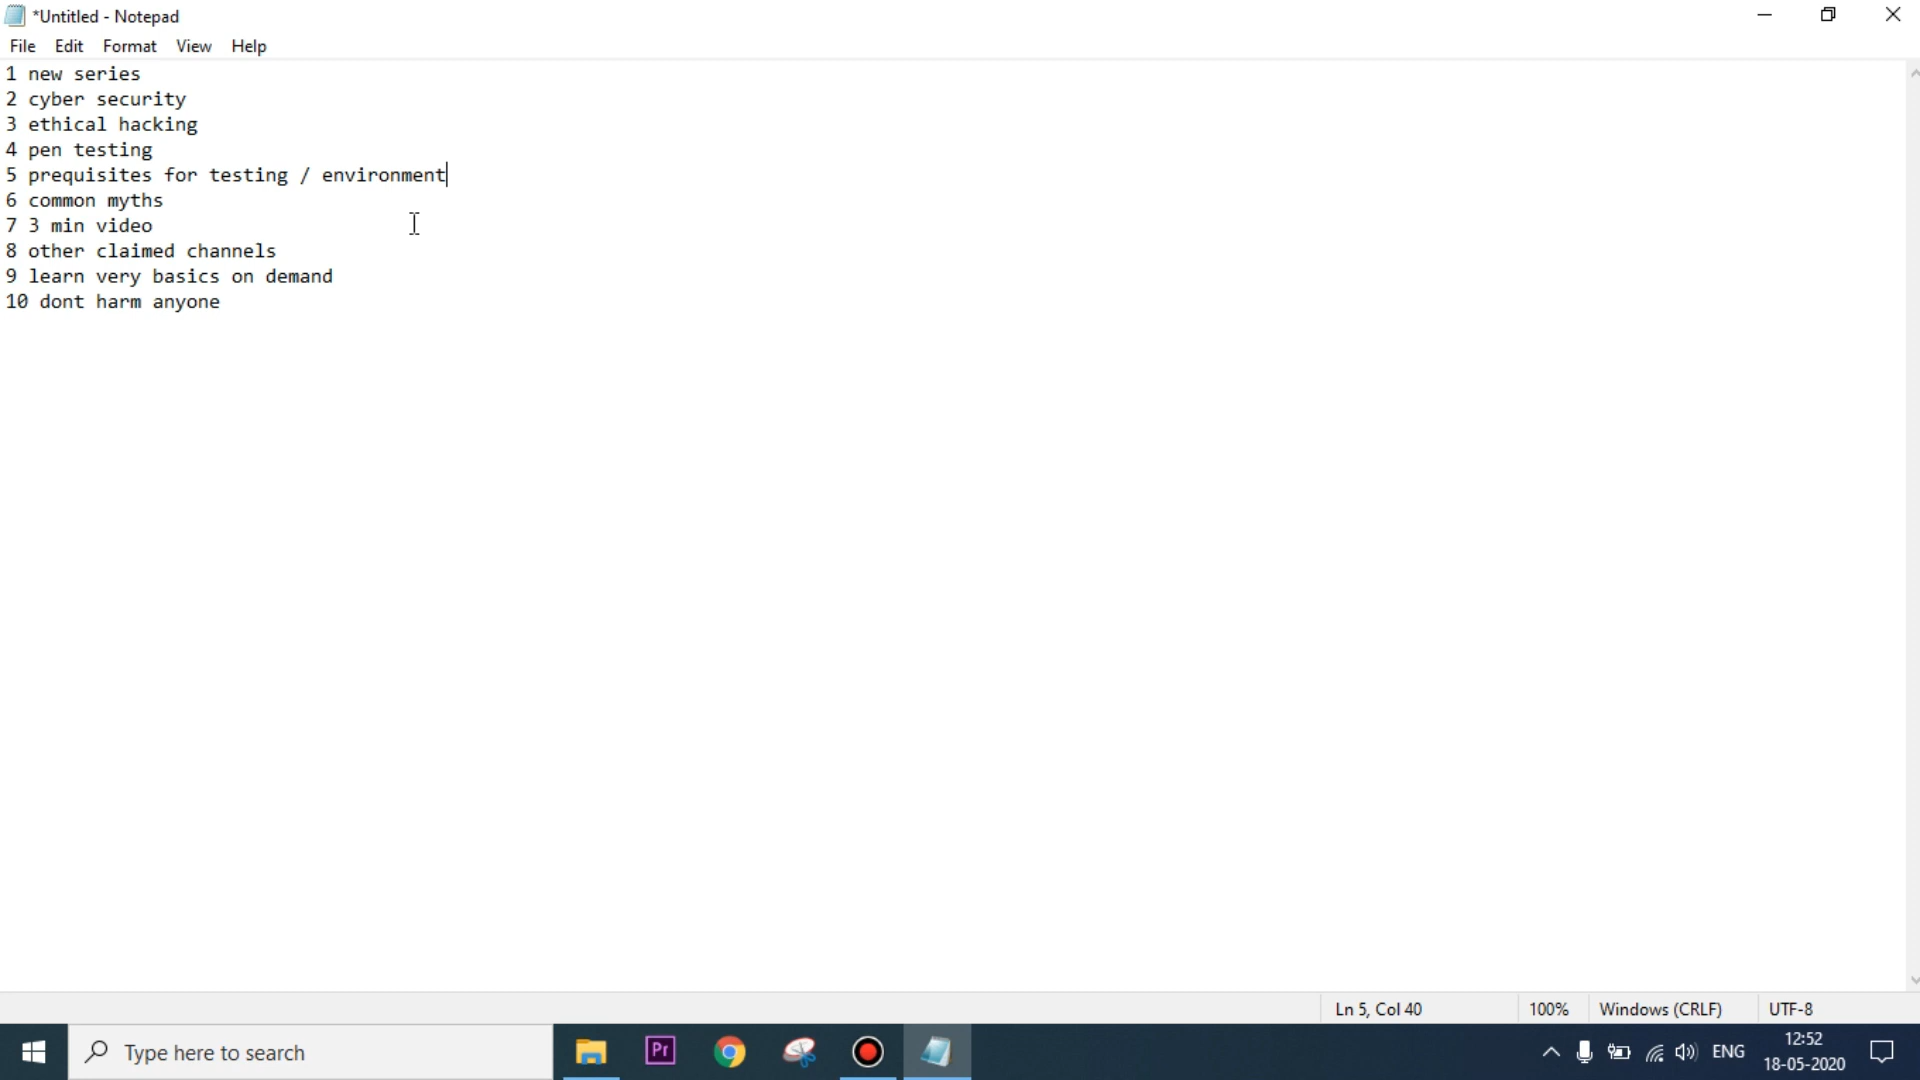 *Untitled - Notepad
File Edit Format View Help
1 new series
2 cyber security
3 ethical hacking
4 pen testing
5 prequisites for testing / environment
6 common myths
7 3 min video
8 other claimed channels
9 learn very basics on demand
10 dont harm anyone
Ln 5, Col 40 100% Windows (CRLF) UTF-8
Type here to search Pr ENG 12:52
18-05-2020